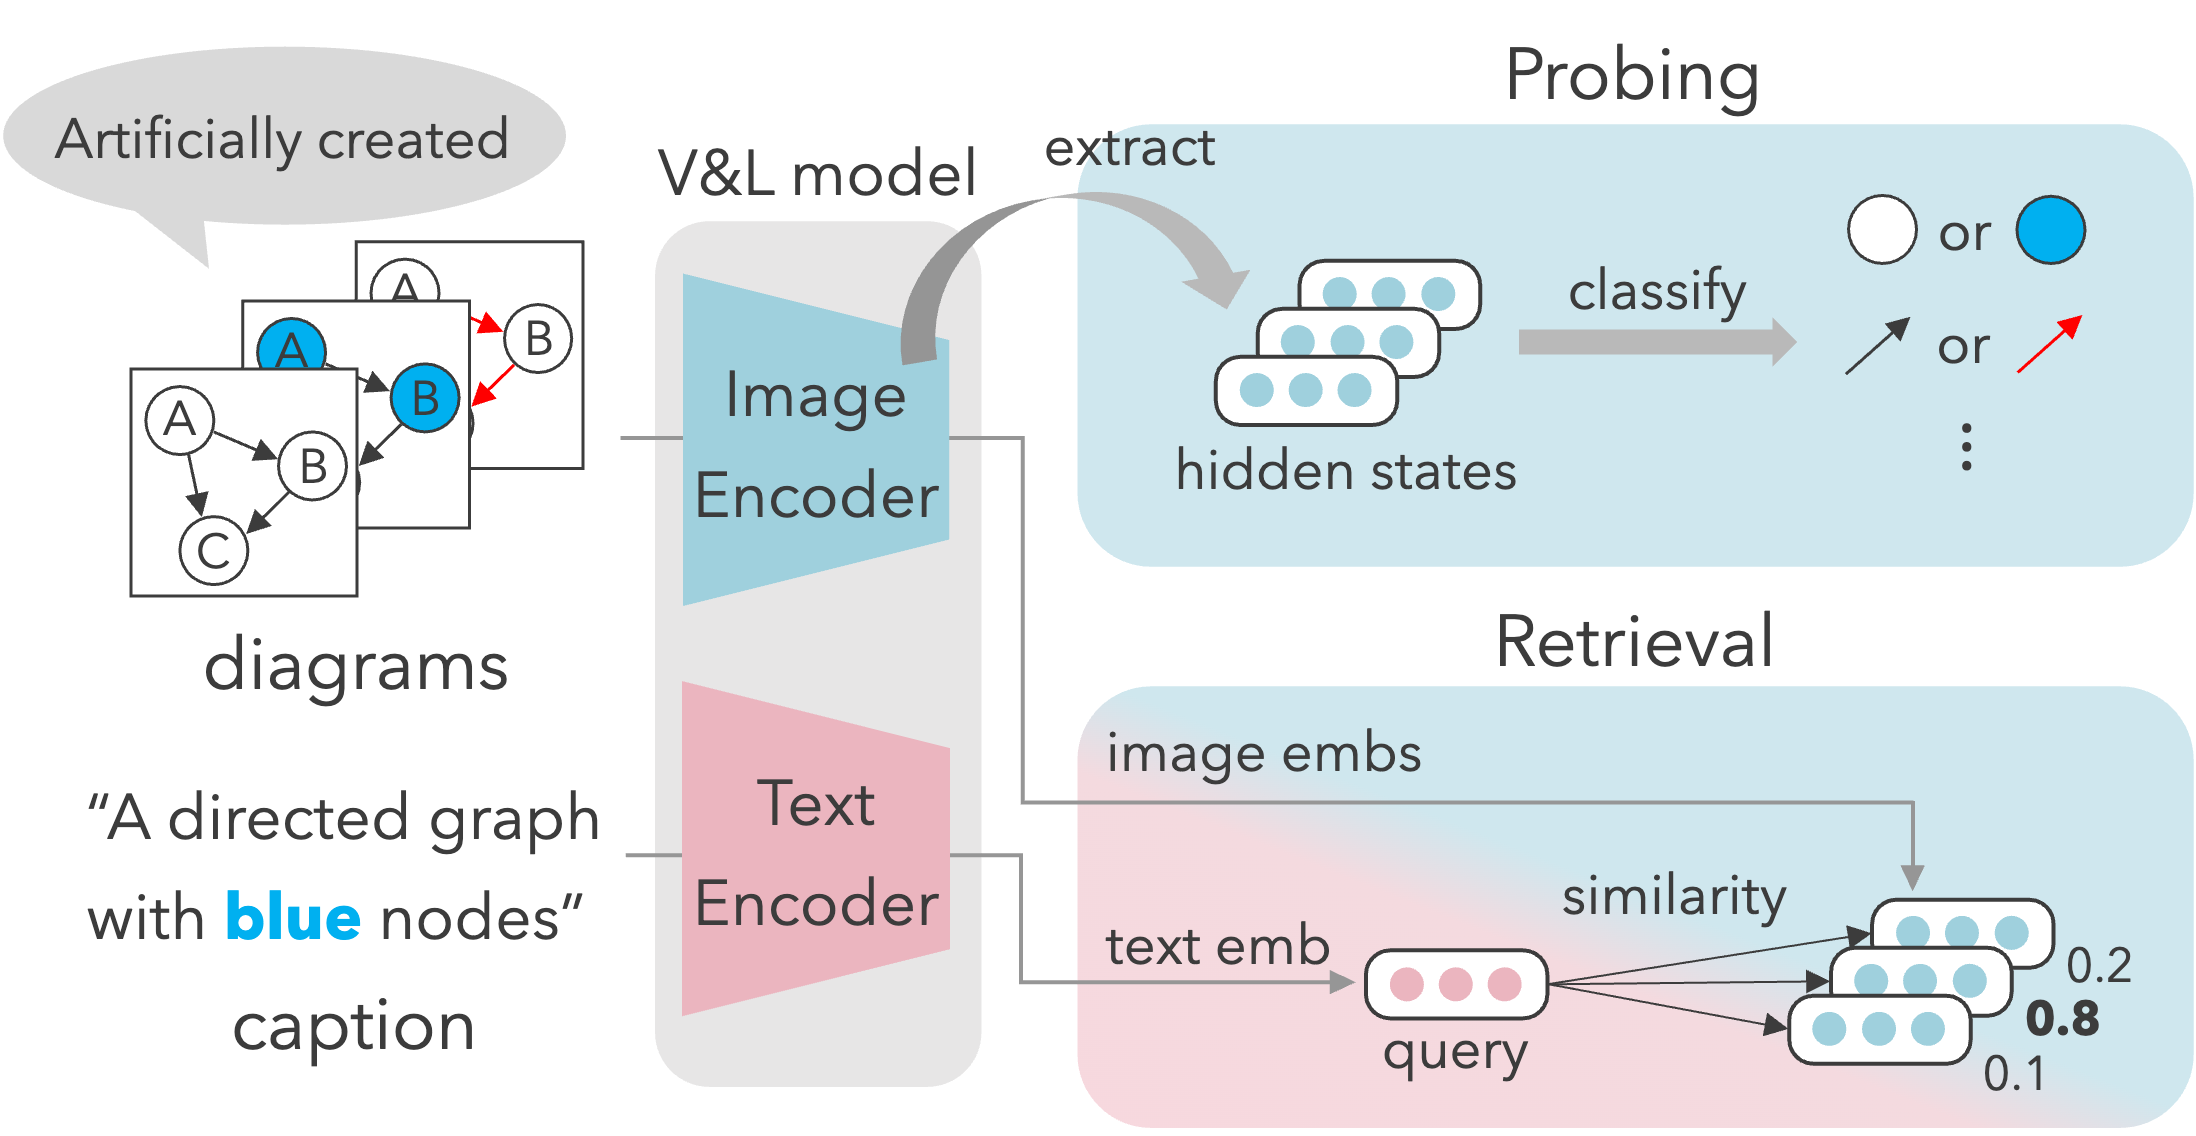 Artificially created
A
B
A
B
A
B
C
diagrams
“A directed graph
with blue nodes”
caption
V&L model
Image
Encoder
Text
Encoder
Probing
extract
hidden states
classify
or
or
Retrieval
image embs
text emb
query
similarity
0.2
0.8
0.1